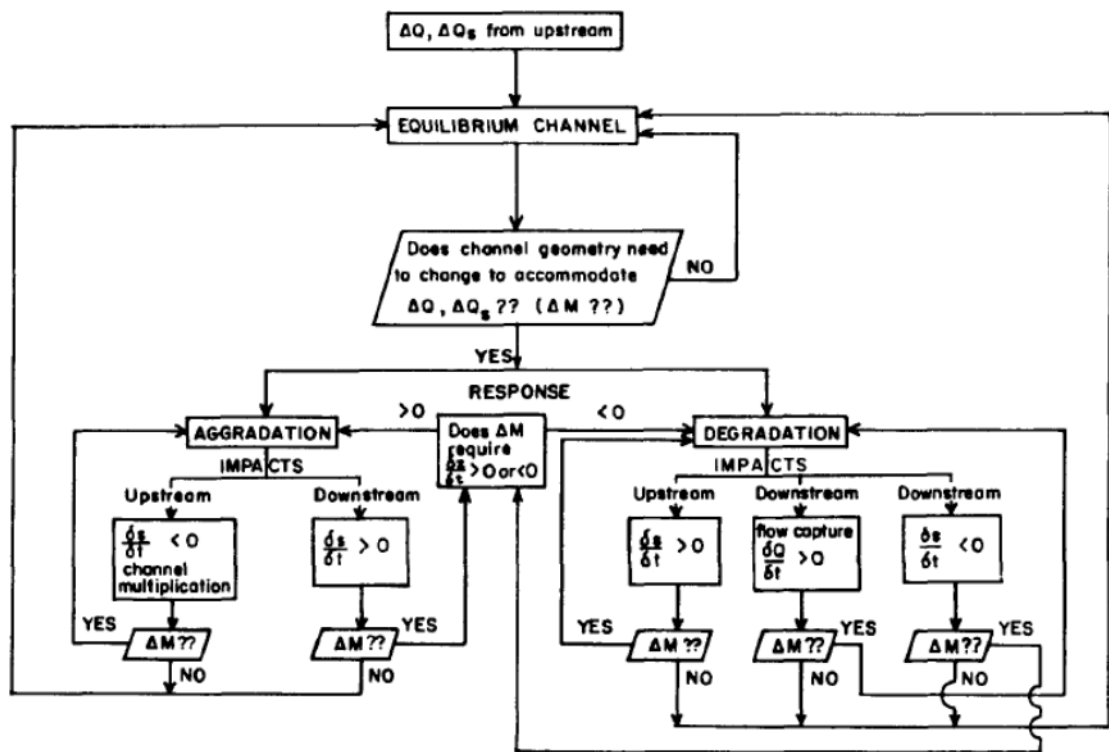 ΔQ, ΔQs from upstream
EQUILIBRIUM CHANNEL
Does channel geometry need
to change to accommodate
ΔQ, ΔQs ?? (ΔM ??)
NO
YES
RESPONSE
>0
<0
AGGRADATION
Does ΔM
require
δz/δt >0 or <0
DEGRADATION
IMPACTS
IMPACTS
Upstream
Downstream
Upstream
Downstream
Downstream
δs/δt <0
channel
multiplication
δs/δt >0
δs/δt >0
flow capture
δQ/δt >0
δs/δt <0
YES
ΔM??
NO
ΔM??
YES
NO
YES
ΔM??
NO
ΔM??
YES
NO
ΔM??
YES
NO